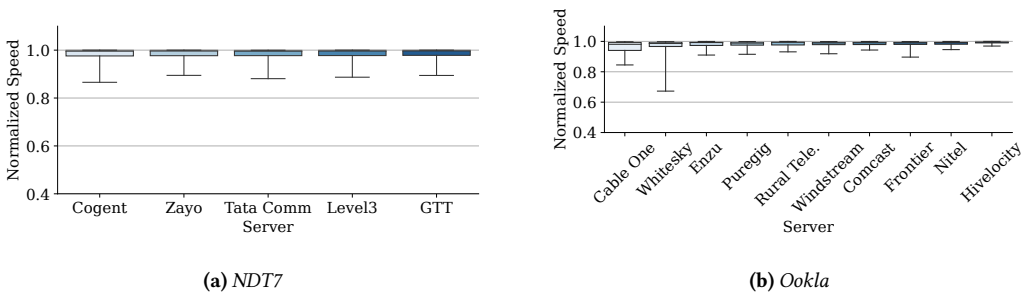 Normalized Speed
1.0
0.8
0.6
0.4
Cogent Zayo Tata Comm Level3 GTT
Server
(a) NDT7
Normalized Speed
1.0
0.8
0.6
0.4
Cable One Whitesky Enzu Puregig Rural Tele. Windstream Comcast Frontier Nitel Hivelocity
Server
(b) Ookla